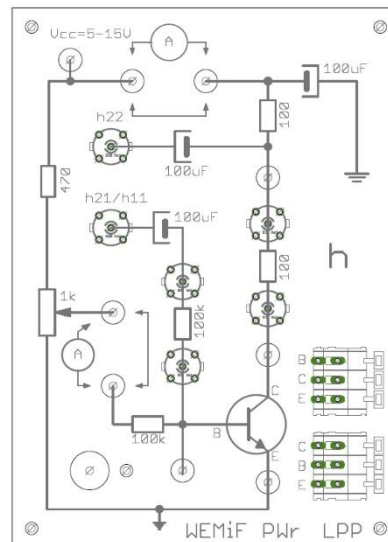 Vcc=5-15V
A
100uF
100
h22
100uF
470
h21/h11
100uF
100
h
1k
100k
A
B
C
E
C
100k
B
E
C
B
E
WEMiF PWr LPP